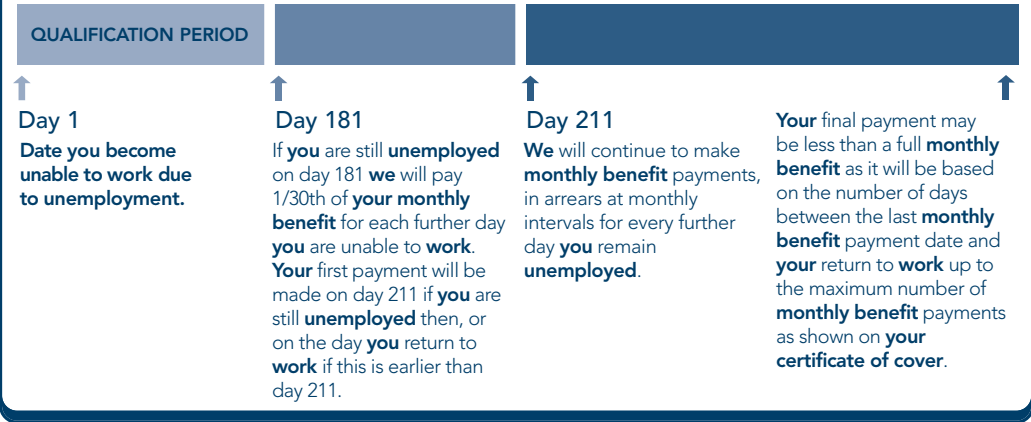 QUALIFICATION PERIOD
Day 1
Date you become
unable to work due
to unemployment.
Day 181
If you are still unemployed
on day 181 we will pay
1/30th of your monthly
benefit for each further day
you are unable to work.
Your first payment will be
made on day 211 if you are
still unemployed then, or
on the day you return to
work if this is earlier than
day 211.
Day 211
We will continue to make
monthly benefit payments,
in arrears at monthly
intervals for every further
day you remain
unemployed.
Your final payment may
be less than a full monthly
benefit as it will be based
on the number of days
between the last monthly
benefit payment date and
your return to work up to
the maximum number of
monthly benefit payments
as shown on your
certificate of cover.